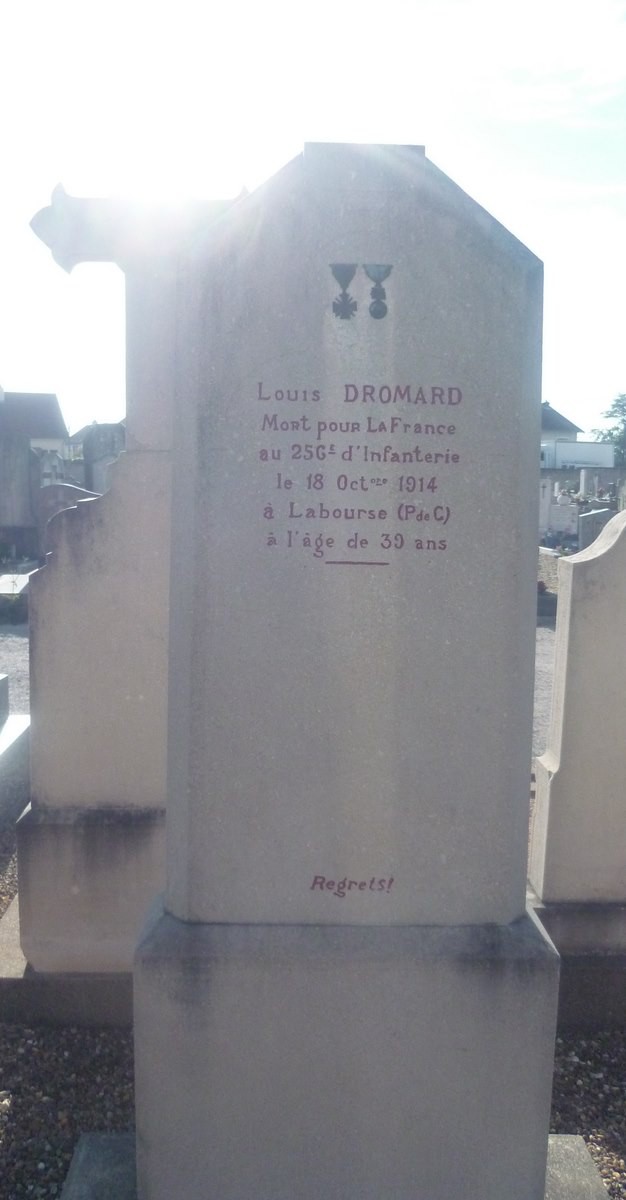 Louis DROMARD
Mort pour La France
au 256e d'Infanterie
le 18 Octobre 1914
à Labourse (P de C)
à l'âge de 39 ans
Regrets!